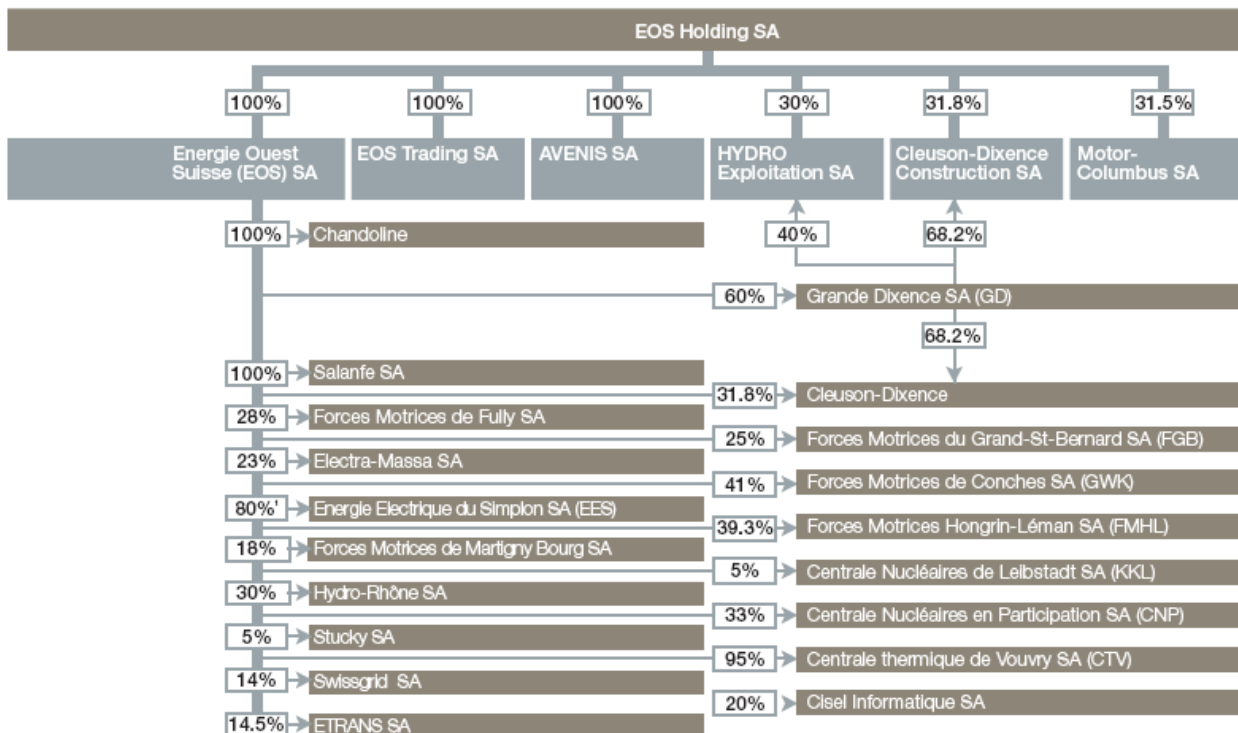 EOS Holding SA
100%
100%
100%
30%
31.8%
31.5%
Energie Ouest
Suisse (EOS) SA
EOS Trading SA
AVENIS SA
HYDRO
Exploitation SA
Cleuson-Dixence
Construction SA
Motor-
Columbus SA
100% Chandoline
40%
68.2%
60% Grande Dixence SA (GD)
68.2%
100% Salanfe SA
31.8% Cleuson-Dixence
28% Forces Motrices de Fully SA
25% Forces Motrices du Grand-St-Bernard SA (FGB)
23% Electra-Massa SA
41% Forces Motrices de Conches SA (GWK)
80%' Energie Electrique du Simplon SA (EES)
39.3% Forces Motrices Hongrin-Léman SA (FMHL)
18% Forces Motrices de Martigny Bourg SA
5% Centrale Nucléaires de Leibstadt SA (KKL)
30% Hydro-Rhône SA
33% Centrale Nucléaires en Participation SA (CNP)
5% Stucky SA
95% Centrale thermique de Vouvry SA (CTV)
14% Swissgrid SA
20% Cisel Informatique SA
14.5% ETRANS SA